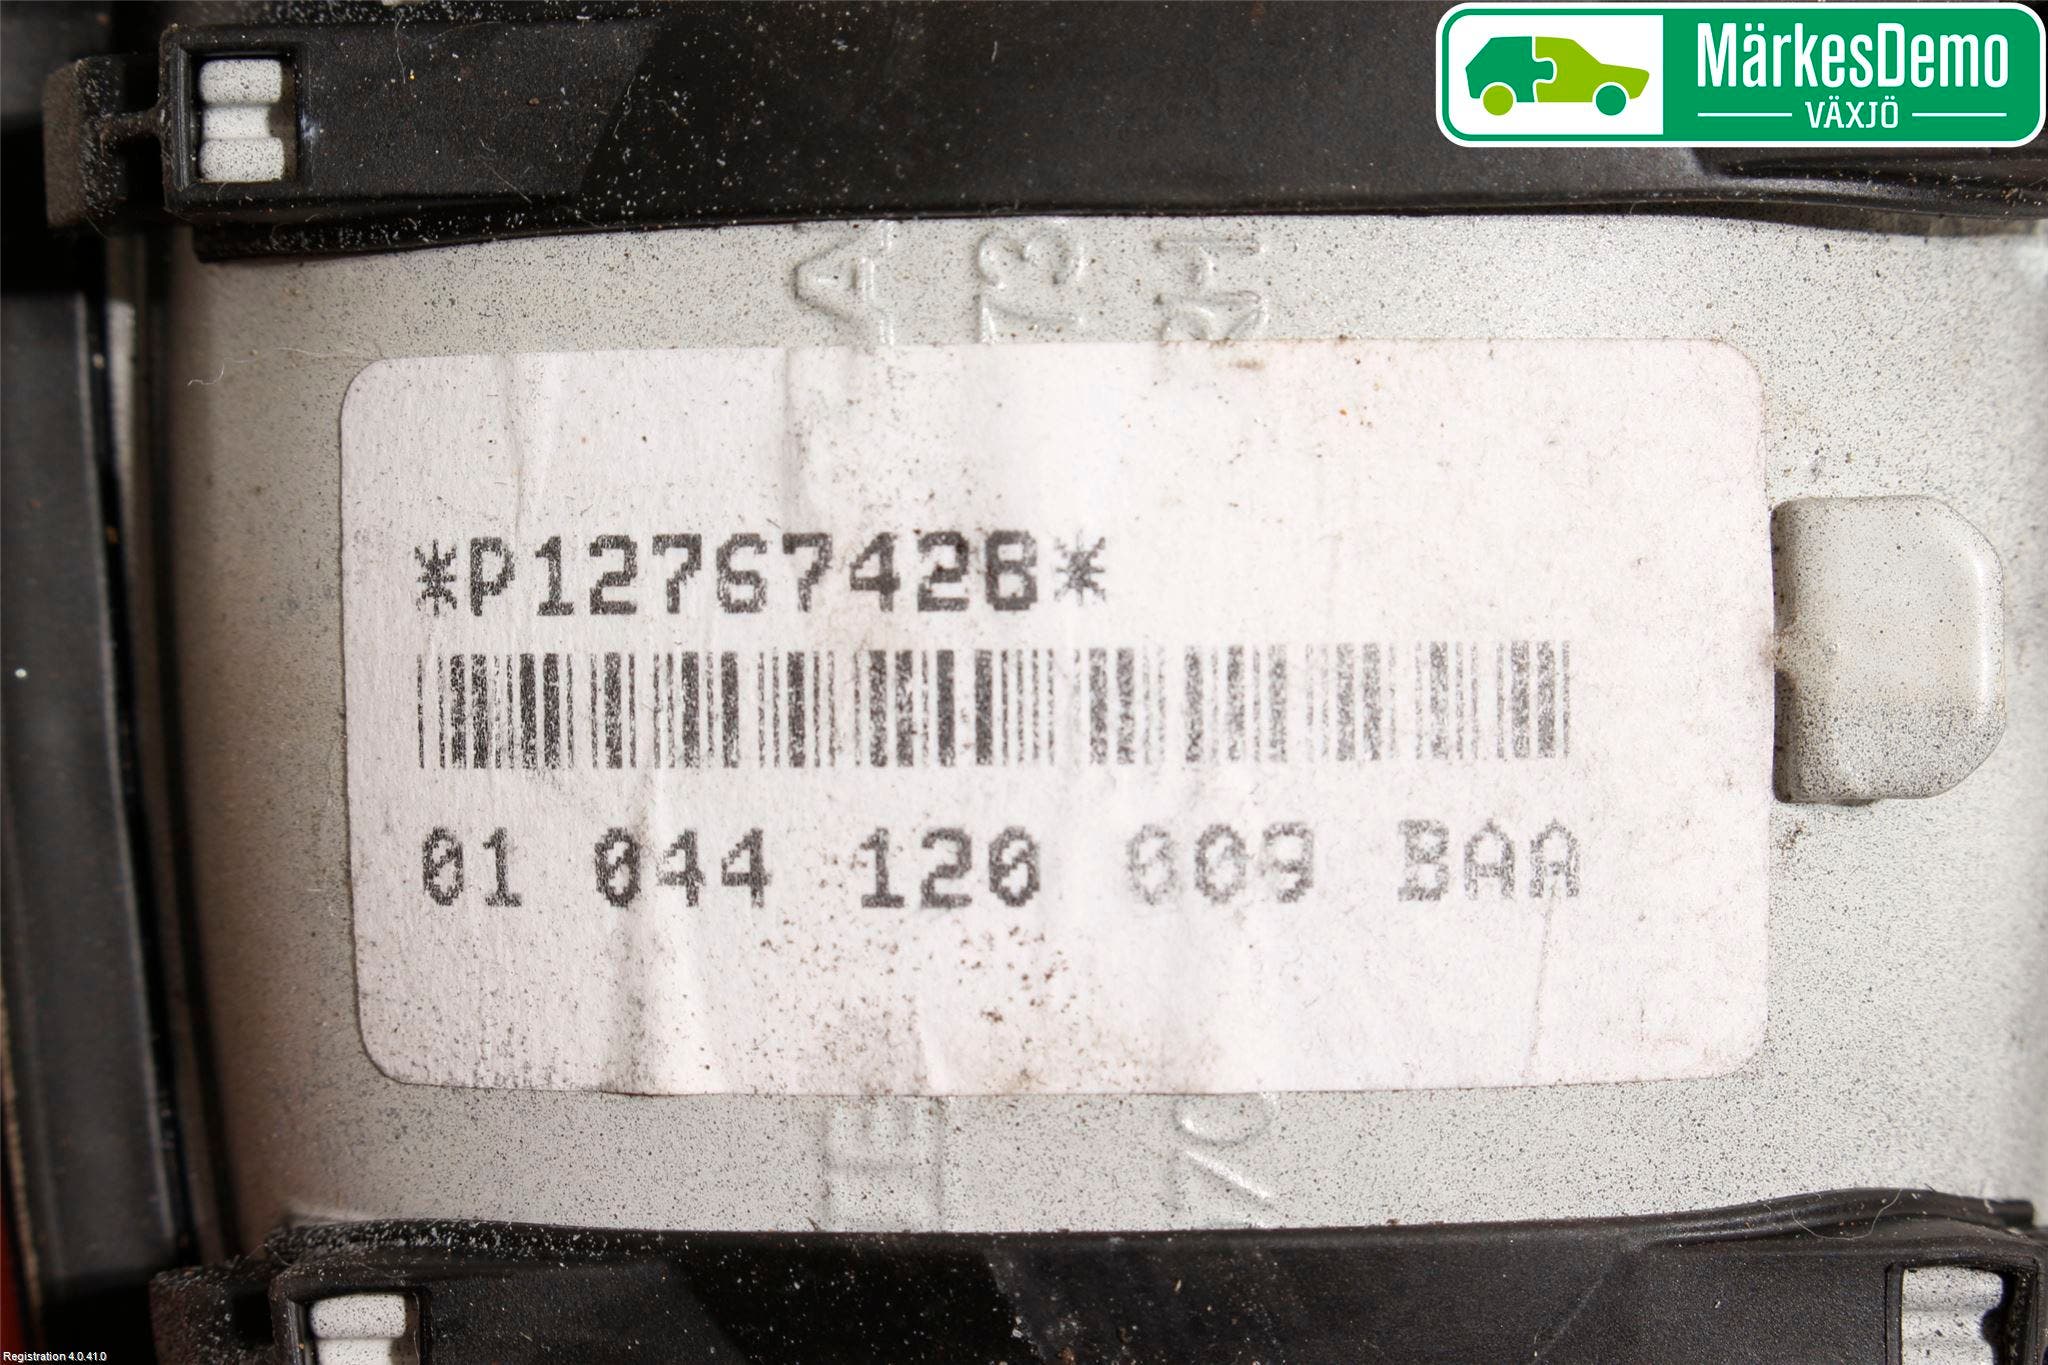 MärkesDemo
VÄXJÖ
*P12767428*
01 044 120 009 BAA
Registration 4.0.41.0